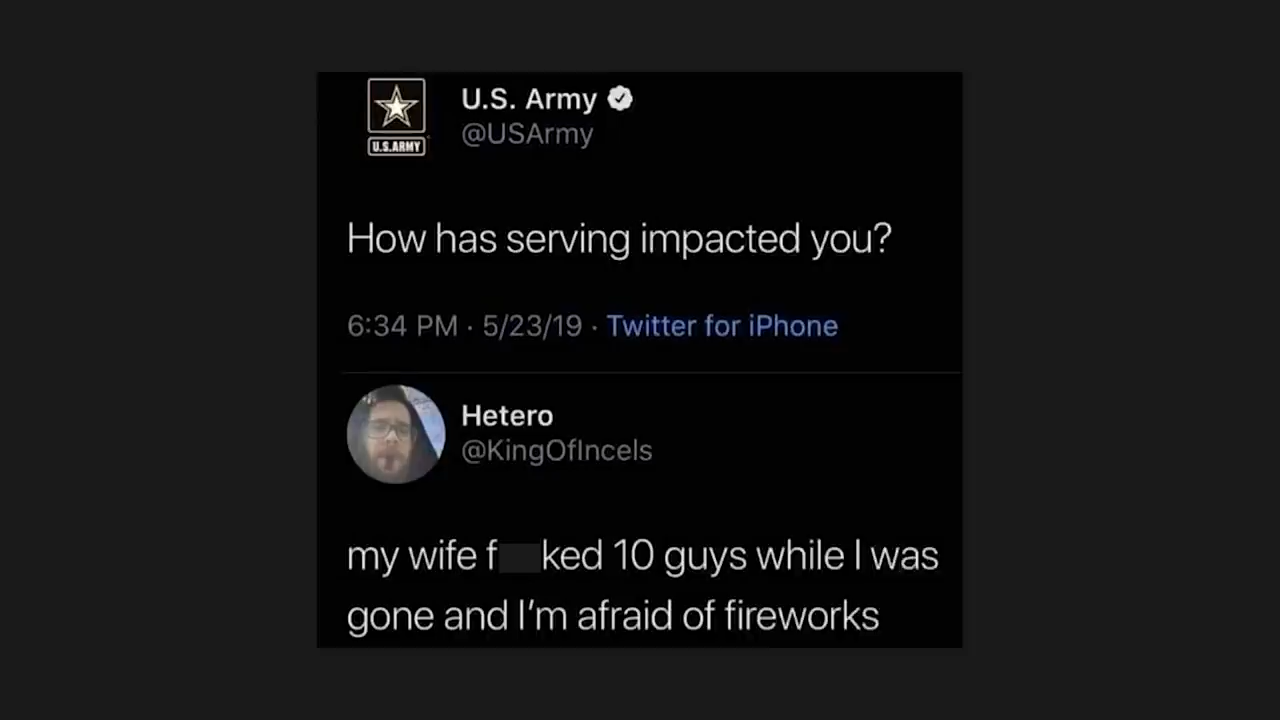 U.S. Army
@USArmy
U.S.ARMY
How has serving impacted you?
6:34 PM · 5/23/19 · Twitter for iPhone
Hetero
@KingOfIncels
my wife f ked 10 guys while I was
gone and I'm afraid of fireworks